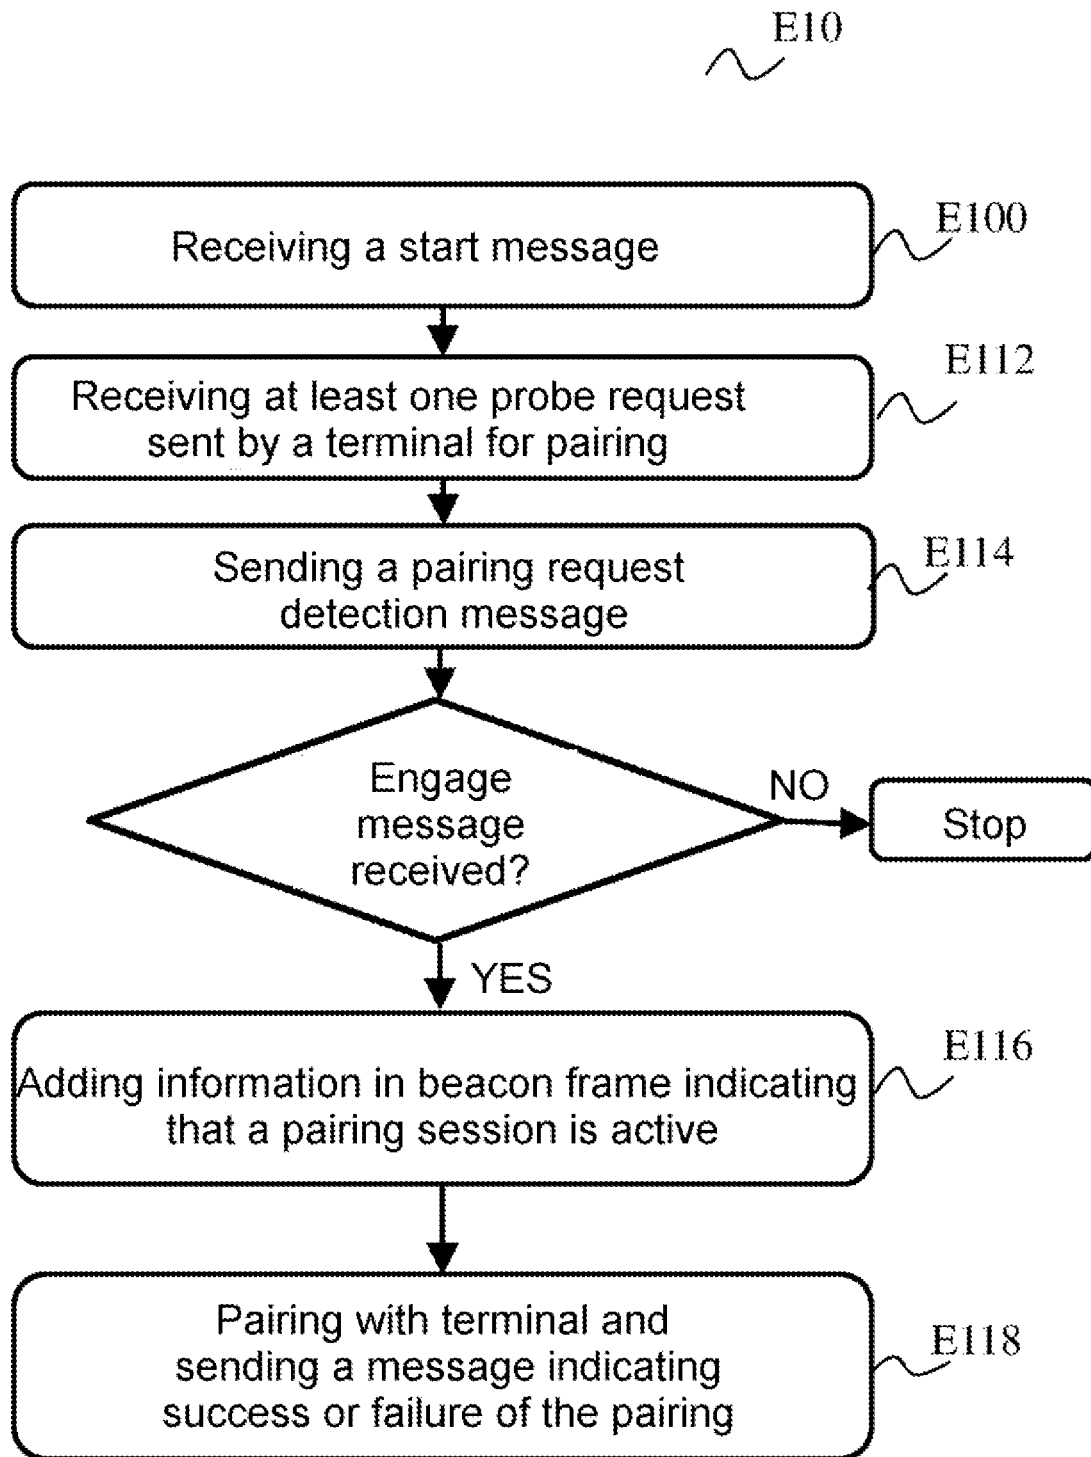 E10
Receiving a start message
E100
Receiving at least one probe request
sent by a terminal for pairing
E112
Sending a pairing request
detection message
E114
Engage
message
received?
NO
Stop
YES
Adding information in beacon frame indicating
that a pairing session is active
E116
Pairing with terminal and
sending a message indicating
success or failure of the pairing
E118